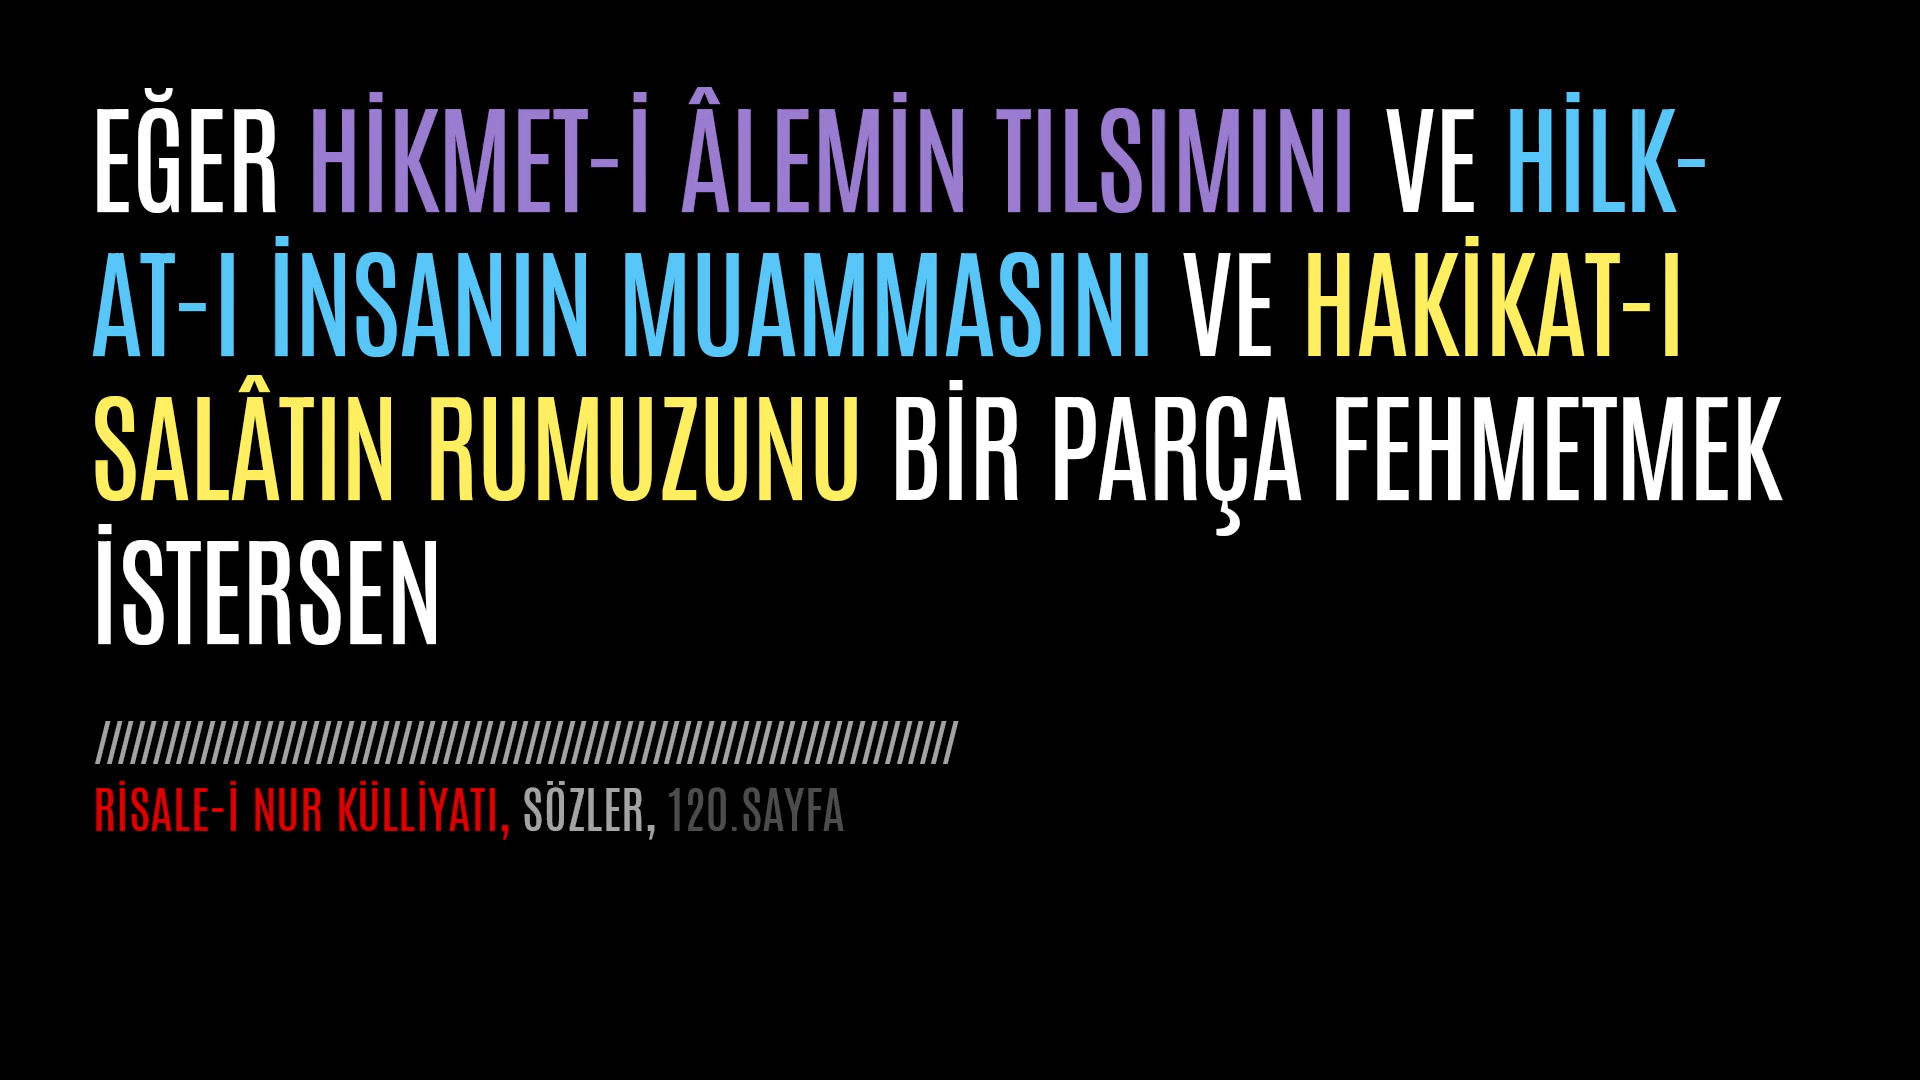 EĞER HİKMET-İ ÂLEMİN TILSIMINI VE HİLK-
AT-I İNSANIN MUAMMASINI VE HAKİKAT-I
SALÂTIN RUMUZUNU BİR PARÇA FEHMETMEK
İSTERSEN
RİSALE-İ NUR KÜLLİYATI, SÖZLER, 120.SAYFA